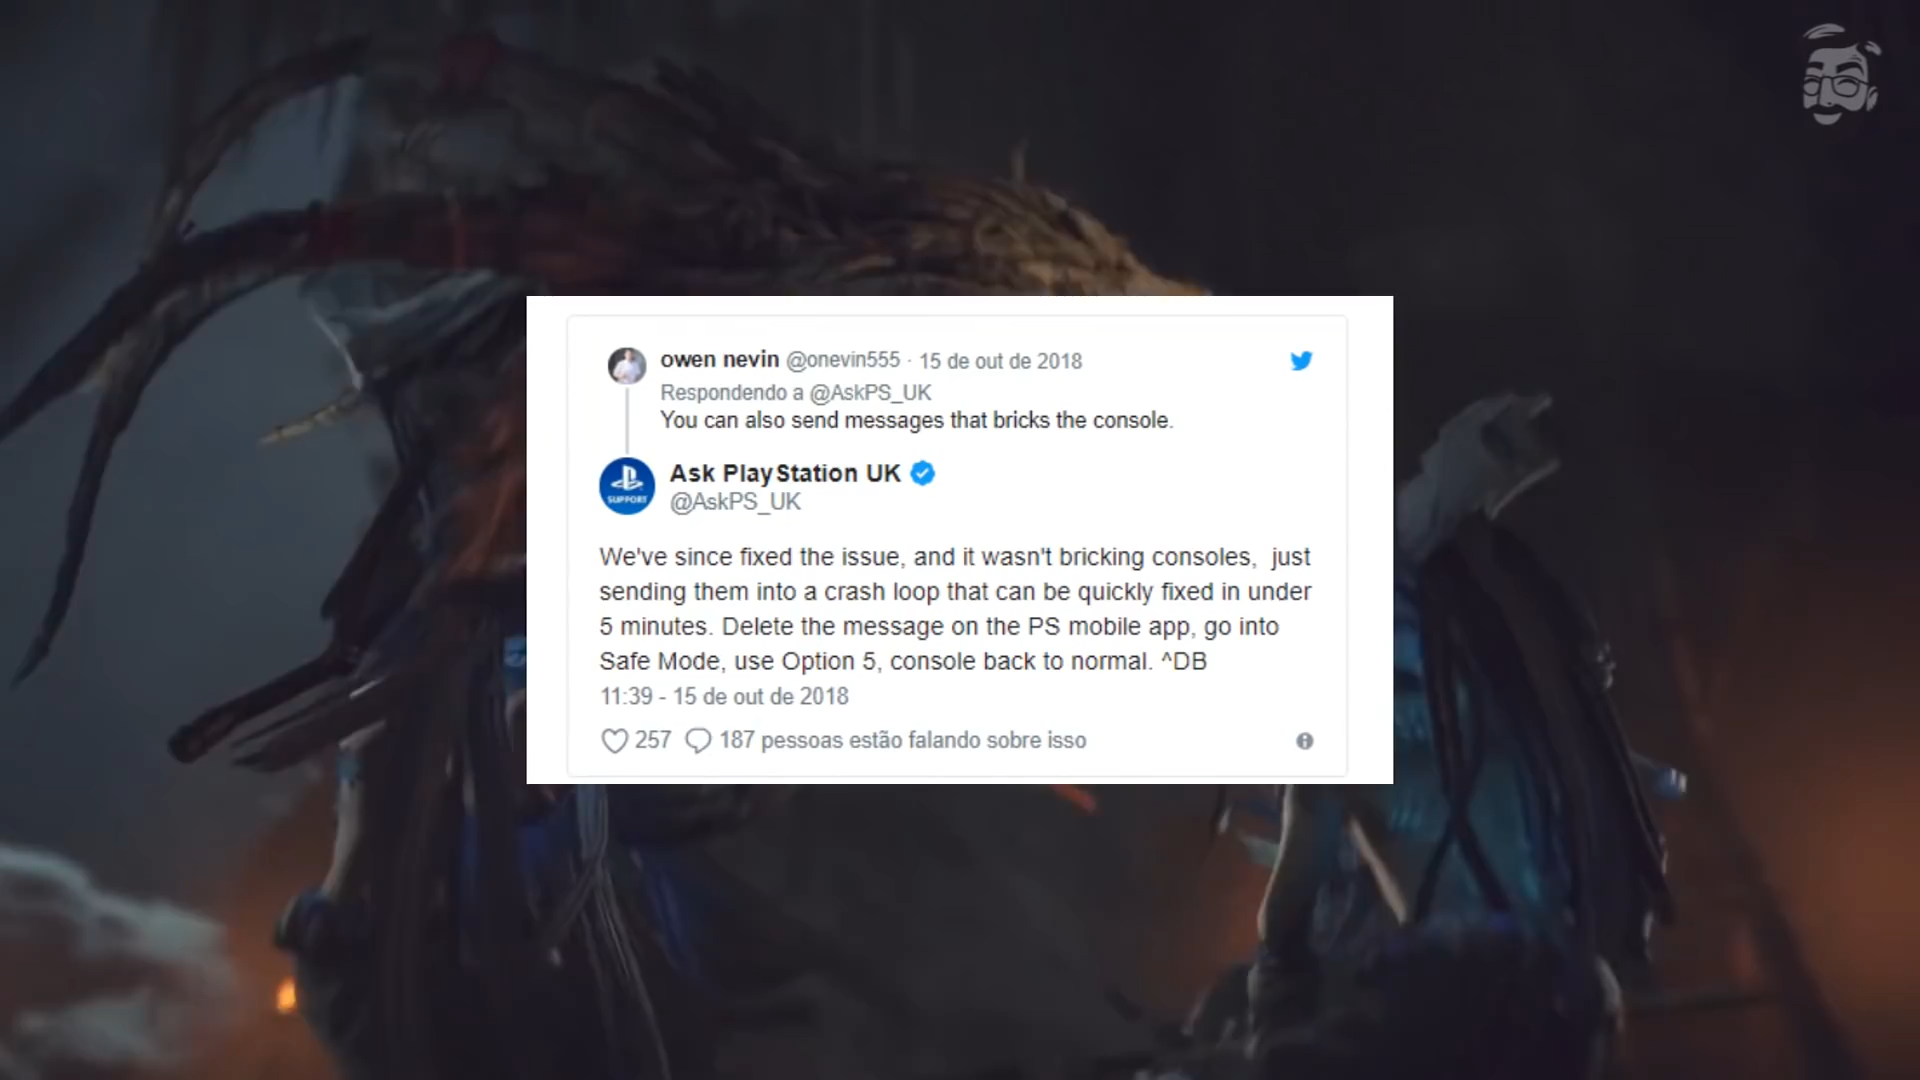 owen nevin @onevin555 · 15 de out de 2018
Respondendo a @AskPS_UK
You can also send messages that bricks the console.
SUPPORT
Ask PlayStation UK
@AskPS_UK
We've since fixed the issue, and it wasn't bricking consoles, just
sending them into a crash loop that can be quickly fixed in under
5 minutes. Delete the message on the PS mobile app, go into
Safe Mode, use Option 5, console back to normal. ^DB
11:39 - 15 de out de 2018
257 187 pessoas estão falando sobre isso